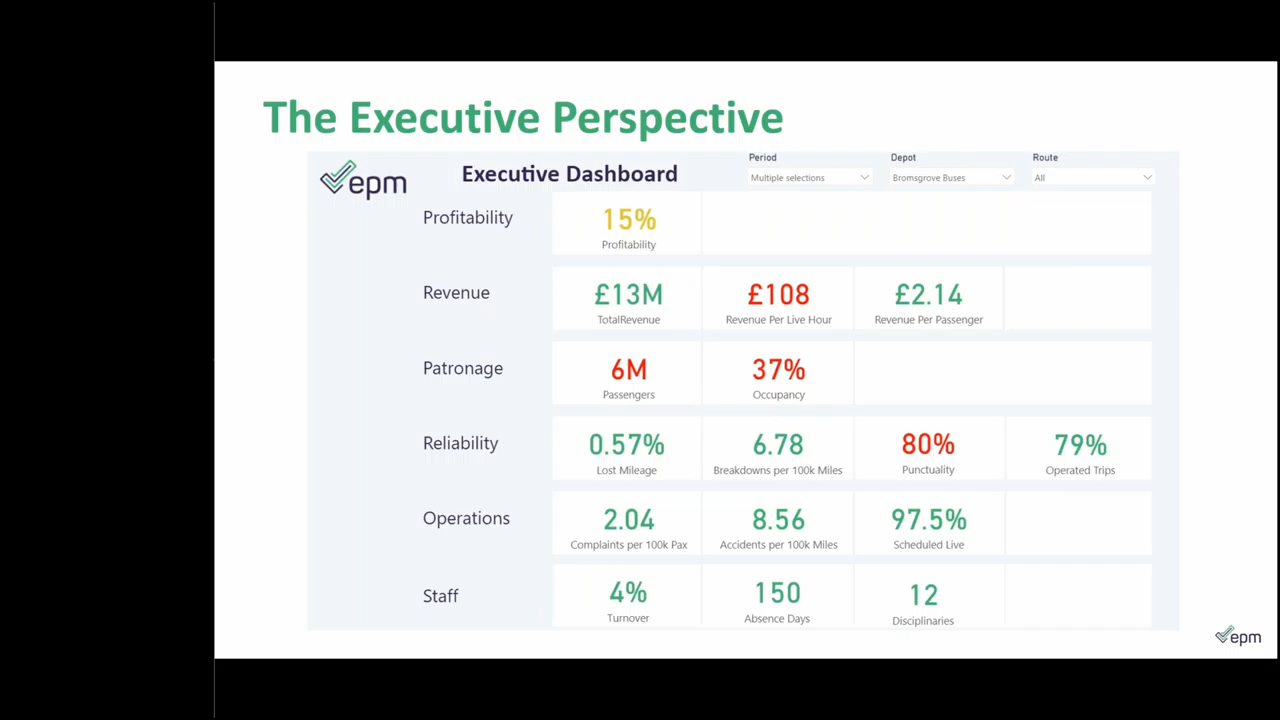 The Executive Perspective
epm
Executive Dashboard
Period
Multiple selections
Depot
Bromsgrove Buses
Route
All
Profitability
15%
Profitability
Revenue
£13M
TotalRevenue
£108
Revenue Per Live Hour
£2.14
Revenue Per Passenger
Patronage
6M
Passengers
37%
Occupancy
Reliability
0.57%
Lost Mileage
6.78
Breakdowns per 100k Miles
80%
Punctuality
79%
Operated Trips
Operations
2.04
Complaints per 100k Pax
8.56
Accidents per 100k Miles
97.5%
Scheduled Live
Staff
4%
Turnover
150
Absence Days
12
Disciplinaries
epm